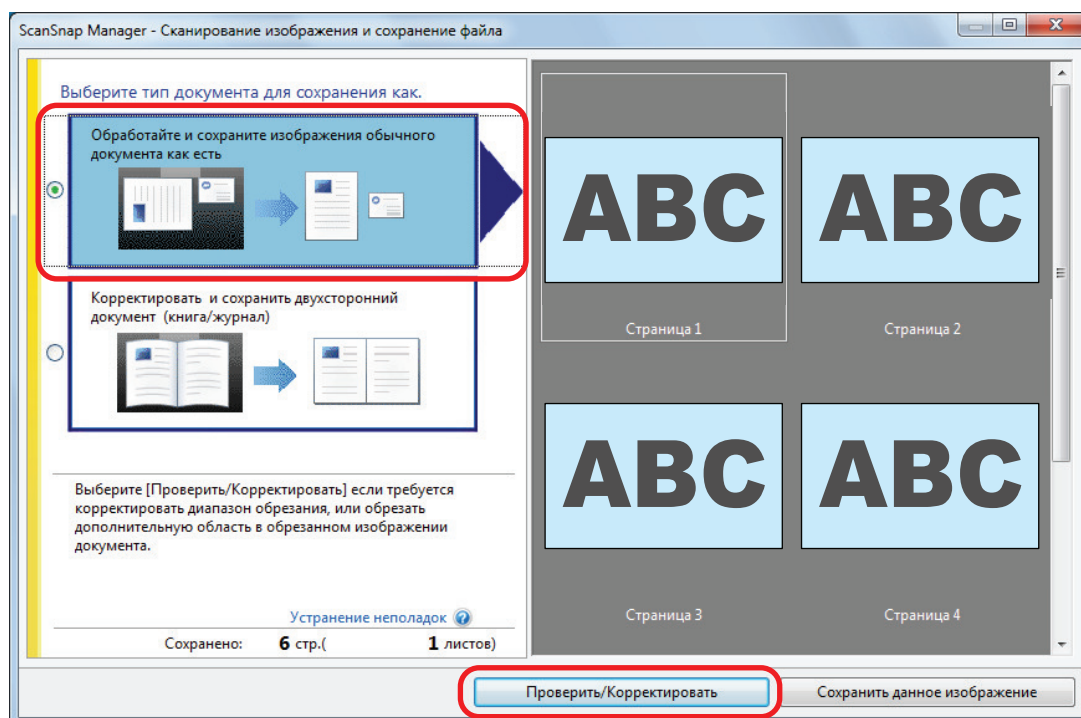 ScanSnap Manager - Сканирование изображения и сохранение файла
Выберите тип документа для сохранения как.
Обработайте и сохраните изображения обычного
документа как есть
Корректировать и сохранить двухсторонний
документ (книга/журнал)
Выберите [Проверить/Корректировать] если требуется
корректировать диапазон обрезания, или обрезать
дополнительную область в обрезанном изображении
документа.
Устранение неполадок
Сохранено: 6 стр.( 1 листов)
ABC ABC
Страница 1 Страница 2
ABC ABC
Страница 3 Страница 4
Проверить/Корректировать Сохранить данное изображение